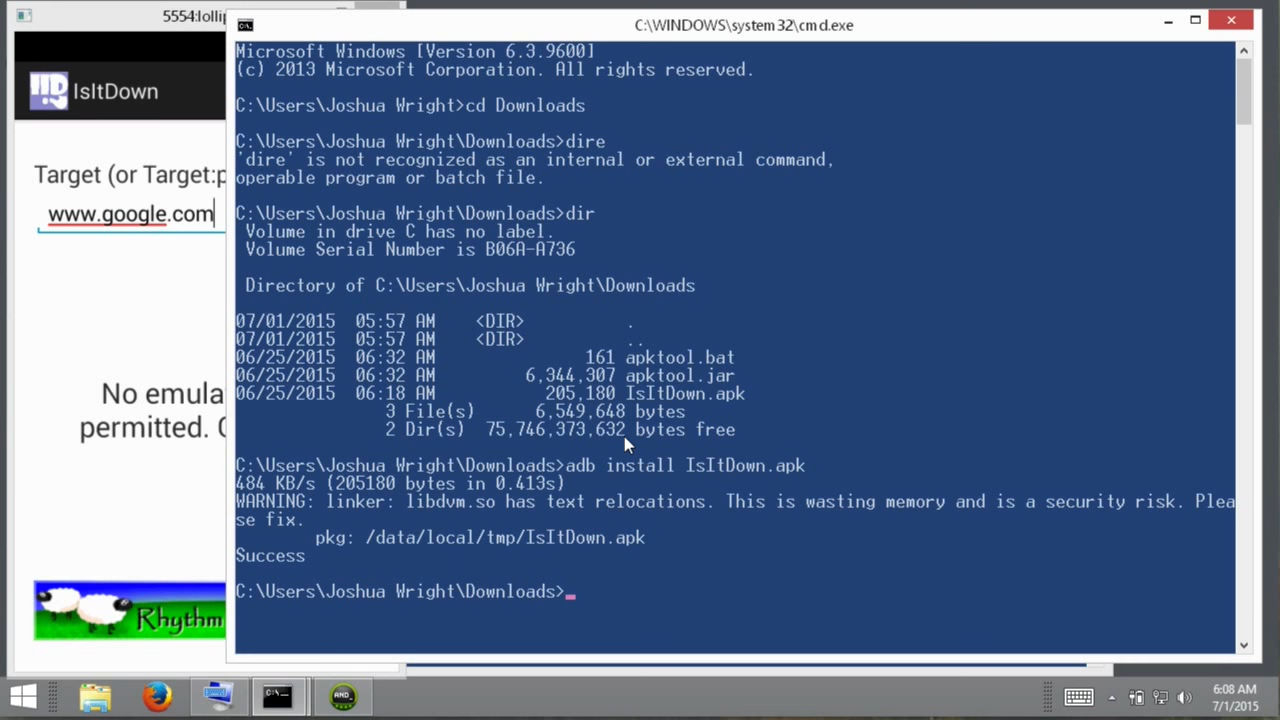 5554:lollip
C:\WINDOWS\system32\cmd.exe
IsItDown
Target (or Target:p
www.google.com
No emula
permitted. C
Rhythm
Microsoft Windows [Version 6.3.9600]
(c) 2013 Microsoft Corporation. All rights reserved.
C:\Users\Joshua Wright>cd Downloads
C:\Users\Joshua Wright\Downloads>dire
'dire' is not recognized as an internal or external command,
operable program or batch file.
C:\Users\Joshua Wright\Downloads>dir
Volume in drive C has no label.
Volume Serial Number is B06A-A736
Directory of C:\Users\Joshua Wright\Downloads
07/01/2015 05:57 AM <DIR> .
07/01/2015 05:57 AM <DIR> ..
06/25/2015 06:32 AM 161 apktool.bat
06/25/2015 06:32 AM 6,344,307 apktool.jar
06/25/2015 06:18 AM 205,180 IsItDown.apk
3 File(s) 6,549,648 bytes
2 Dir(s) 75,746,373,632 bytes free
C:\Users\Joshua Wright\Downloads>adb install IsItDown.apk
484 KB/s (205180 bytes in 0.413s)
WARNING: linker: libdvm.so has text relocations. This is wasting memory and is a security risk. Plea
se fix.
pkg: /data/local/tmp/IsItDown.apk
Success
C:\Users\Joshua Wright\Downloads>
C:\_
AND
6:08 AM
7/1/2015